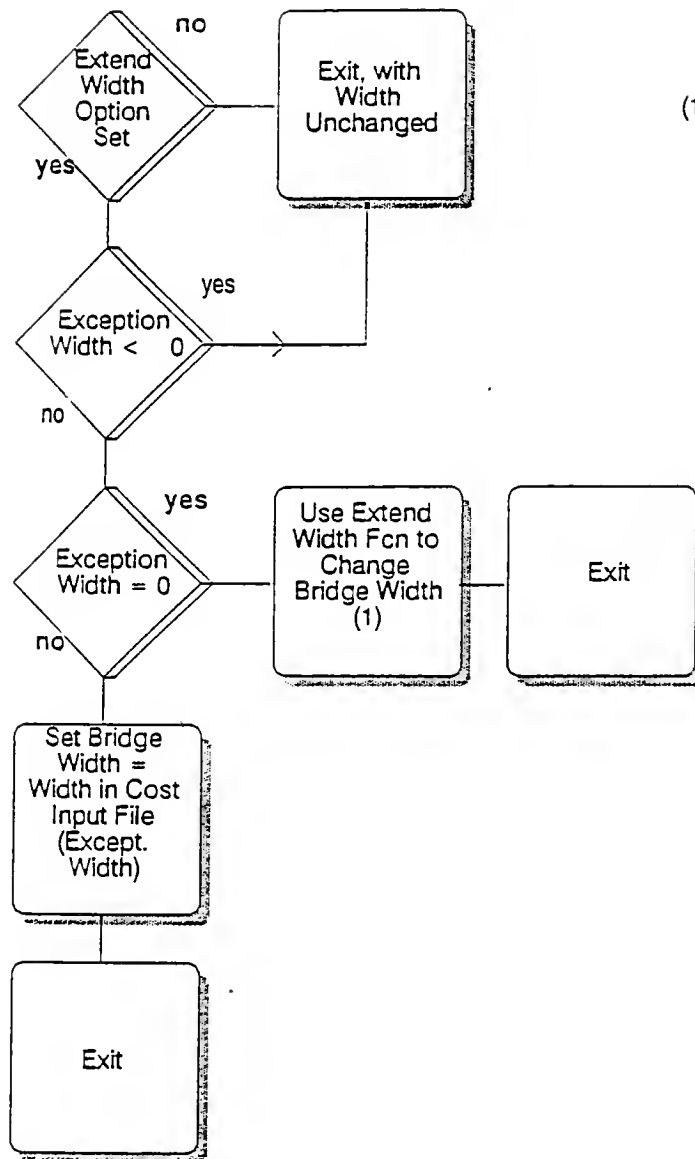 no
Extend
Width
Option
Set
yes
Exit, with
Width
Unchanged
(1
yes
Exception
Width < 0
no
yes
Exception
Width = 0
no
Use Extend
Width Fcn to
Change
Bridge Width
(1)
Exit
Set Bridge
Width =
Width in Cost
Input File
(Except.
Width)
Exit